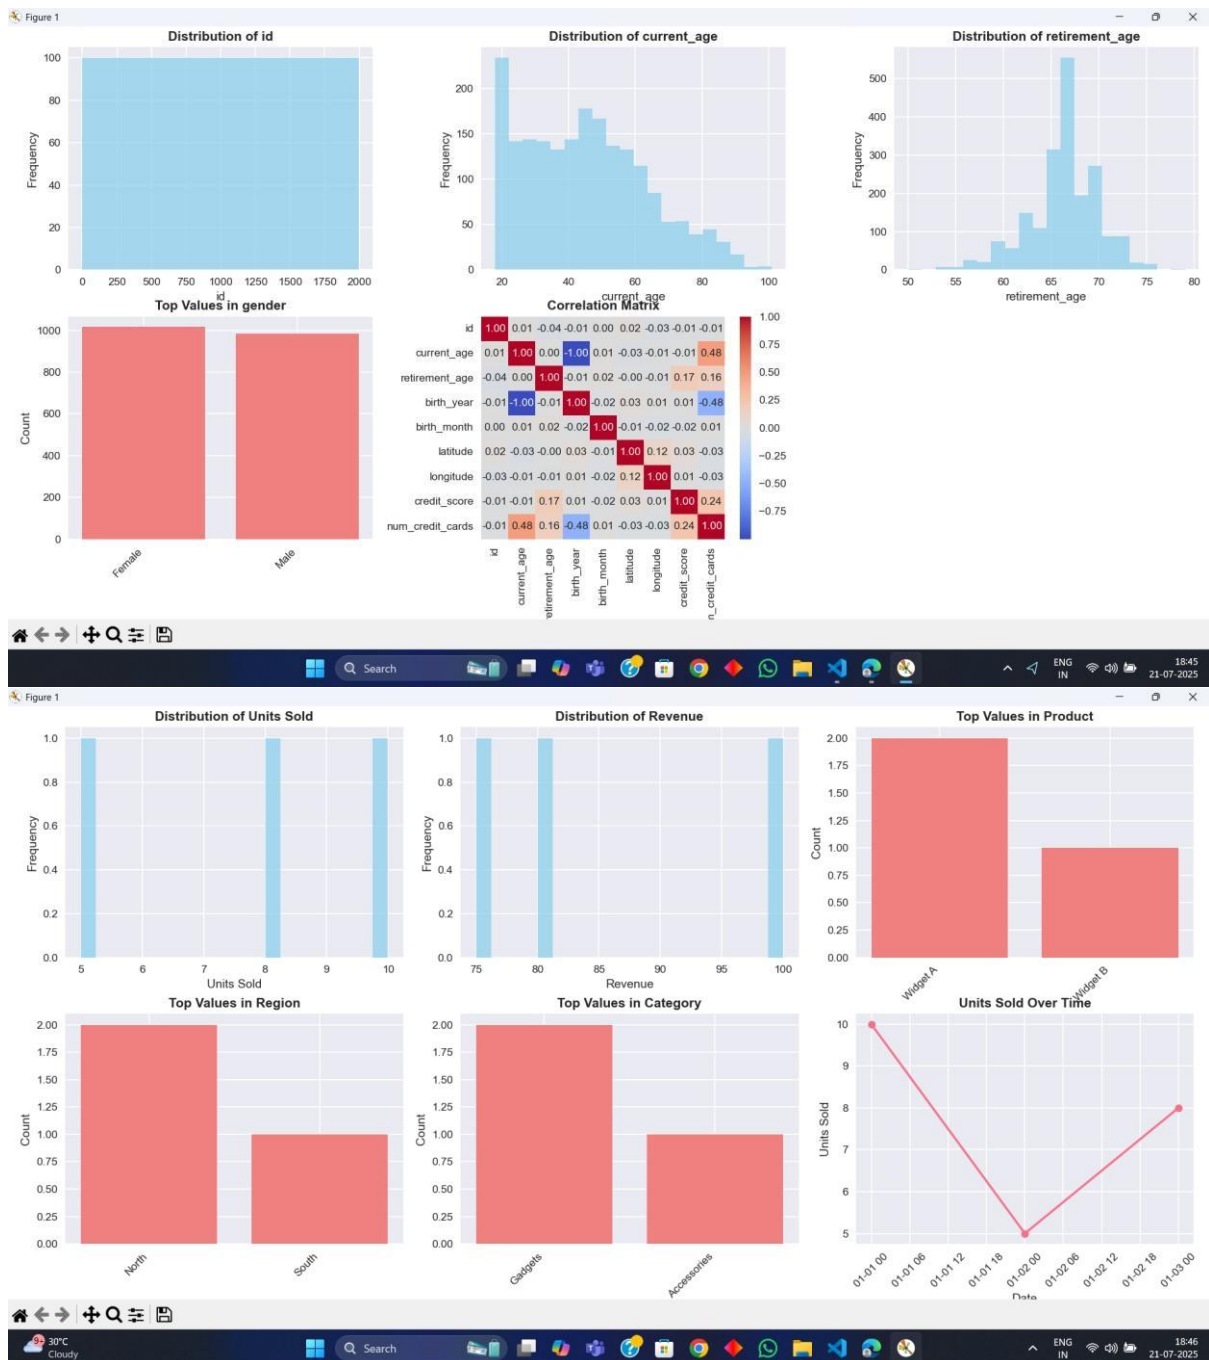 Figure 1
Distribution of id
100
80
60
40
20
0
Frequency
0 250 500 750 1000 1250 1500 1750 2000
id
Distribution of current_age
200
150
100
50
0
Frequency
20 40 60 80 100
current_age
Distribution of retirement_age
500
400
300
200
100
0
Frequency
50 55 60 65 70 75 80
retirement_age
Top Values in gender
1000
800
600
400
200
0
Count
Female Male
Correlation Matrix
id 1.00 0.01 -0.04 -0.01 0.00 0.02 -0.03 -0.01 -0.01
current_age 0.01 1.00 0.00 -1.00 0.01 -0.03 -0.01 -0.01 0.48
retirement_age -0.04 0.00 1.00 -0.01 0.02 -0.00 -0.01 0.17 0.16
birth_year -0.01 -1.00 -0.01 1.00 -0.02 0.03 0.01 0.01 -0.48
birth_month 0.00 0.01 0.02 -0.02 1.00 -0.01 -0.02 -0.02 0.01
latitude 0.02 -0.03 -0.00 0.03 -0.01 1.00 0.12 0.03 -0.03
longitude -0.03 -0.01 -0.01 0.01 -0.02 0.12 1.00 0.01 -0.03
credit_score -0.01 -0.01 0.17 0.01 -0.02 0.03 0.01 1.00 0.24
num_credit_cards -0.01 0.48 0.16 -0.48 0.01 -0.03 -0.03 0.24 1.00
id current_age retirement_age birth_year birth_month latitude longitude credit_score n_credit_cards
1.00
0.75
0.50
0.25
0.00
−0.25
−0.50
−0.75
Search
ENG
IN
18:45
21-07-2025
Figure 1
Distribution of Units Sold
1.0
0.8
0.6
0.4
0.2
0.0
Frequency
5 6 7 8 9 10
Units Sold
Distribution of Revenue
1.0
0.8
0.6
0.4
0.2
0.0
Frequency
75 80 85 90 95 100
Revenue
Top Values in Product
2.00
1.75
1.50
1.25
1.00
0.75
0.50
0.25
0.00
Count
Widget A Widget B
Top Values in Region
2.00
1.75
1.50
1.25
1.00
0.75
0.50
0.25
0.00
Count
North South
Top Values in Category
2.00
1.75
1.50
1.25
1.00
0.75
0.50
0.25
0.00
Count
Gadgets Accessories
Units Sold Over Time
10
9
8
7
6
5
Units Sold
01-01 00 01-01 06 01-01 12 01-01 18 01-02 00 01-02 06 01-02 12 01-02 18 01-03 00
Date
9+
30°C
Cloudy
Search
ENG
IN
18:46
21-07-2025